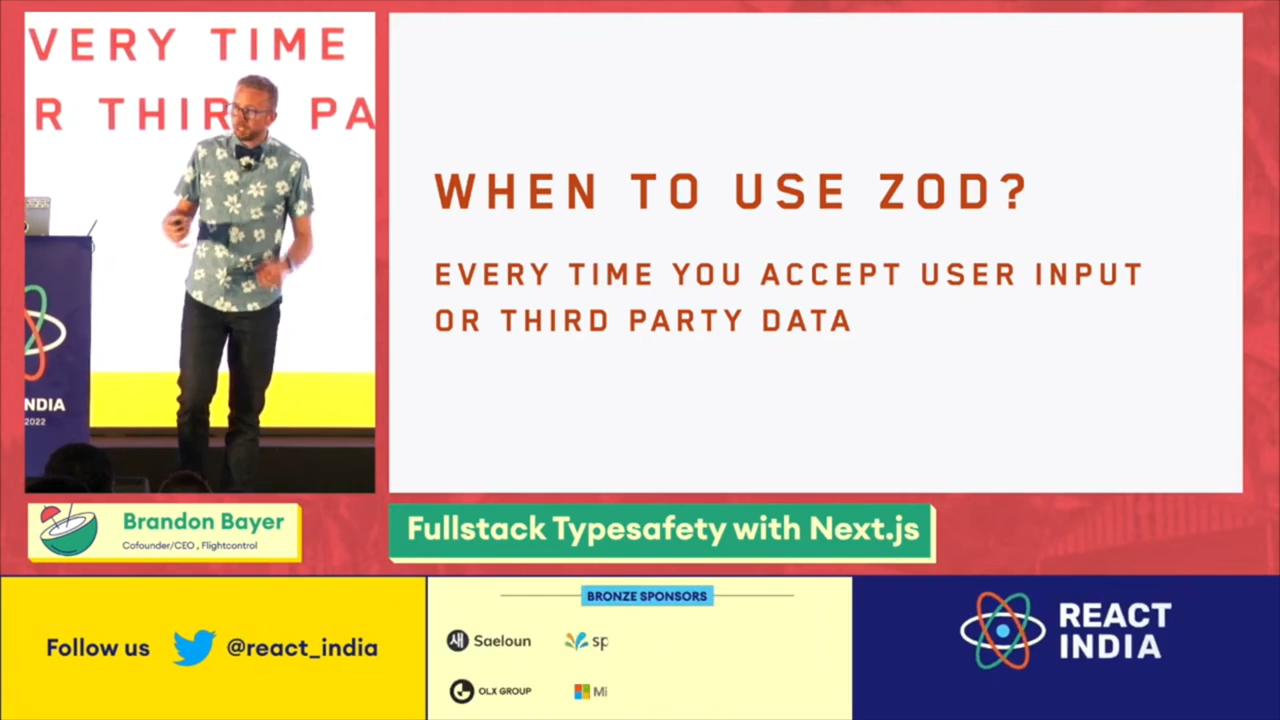 VERY TIME
R THIR PA
NDIA
2022
WHEN TO USE ZOD?
EVERY TIME YOU ACCEPT USER INPUT
OR THIRD PARTY DATA
Brandon Bayer
Cofounder/CEO , Flightcontrol
Fullstack Typesafety with Next.js
Follow us @react_india
BRONZE SPONSORS
새 Saeloun
sp
OLX GROUP
Mi
REACT
INDIA